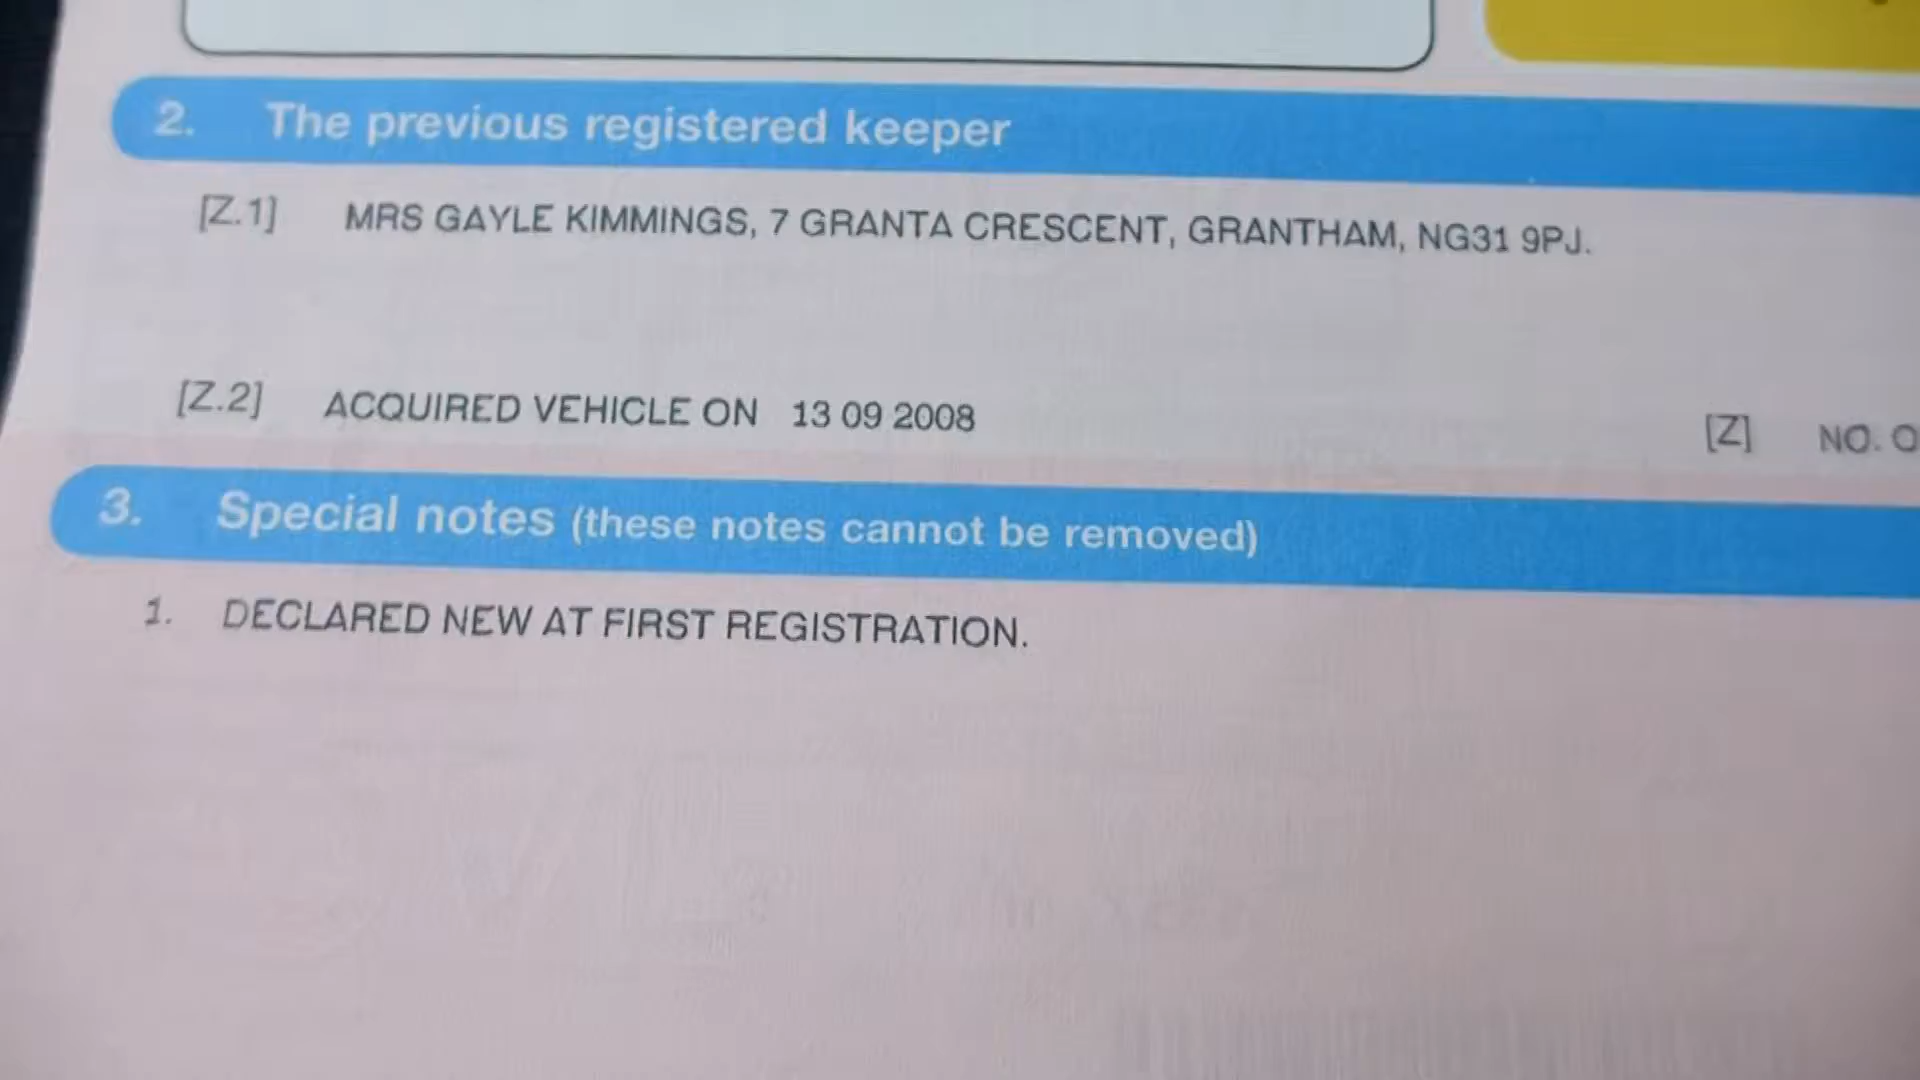 2. The previous registered keeper
[Z.1] MRS GAYLE KIMMINGS, 7 GRANTA CRESCENT, GRANTHAM, NG31 9PJ.
[Z.2] ACQUIRED VEHICLE ON 13 09 2008 [Z] NO. O
3. Special notes (these notes cannot be removed)
1. DECLARED NEW AT FIRST REGISTRATION.